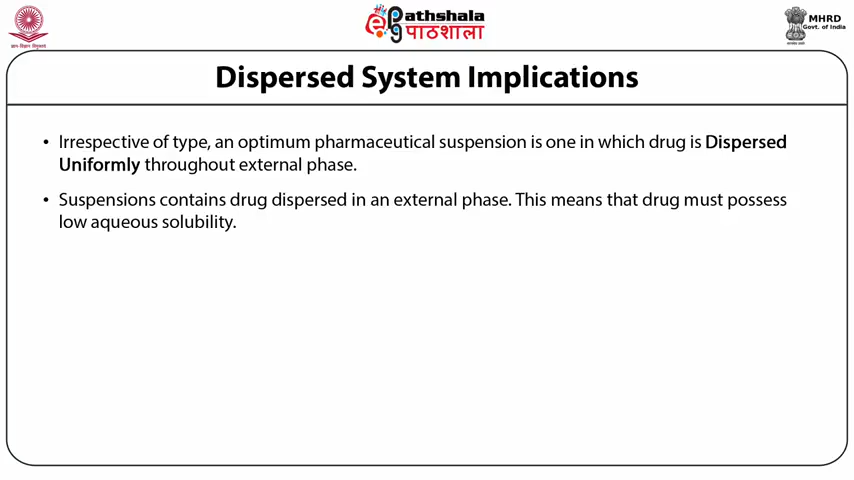 ePathshala
पाठशाला
MHRD
Govt. of India
Dispersed System Implications
• Irrespective of type, an optimum pharmaceutical suspension is one in which drug is Dispersed
Uniformly throughout external phase.
• Suspensions contains drug dispersed in an external phase. This means that drug must possess
low aqueous solubility.